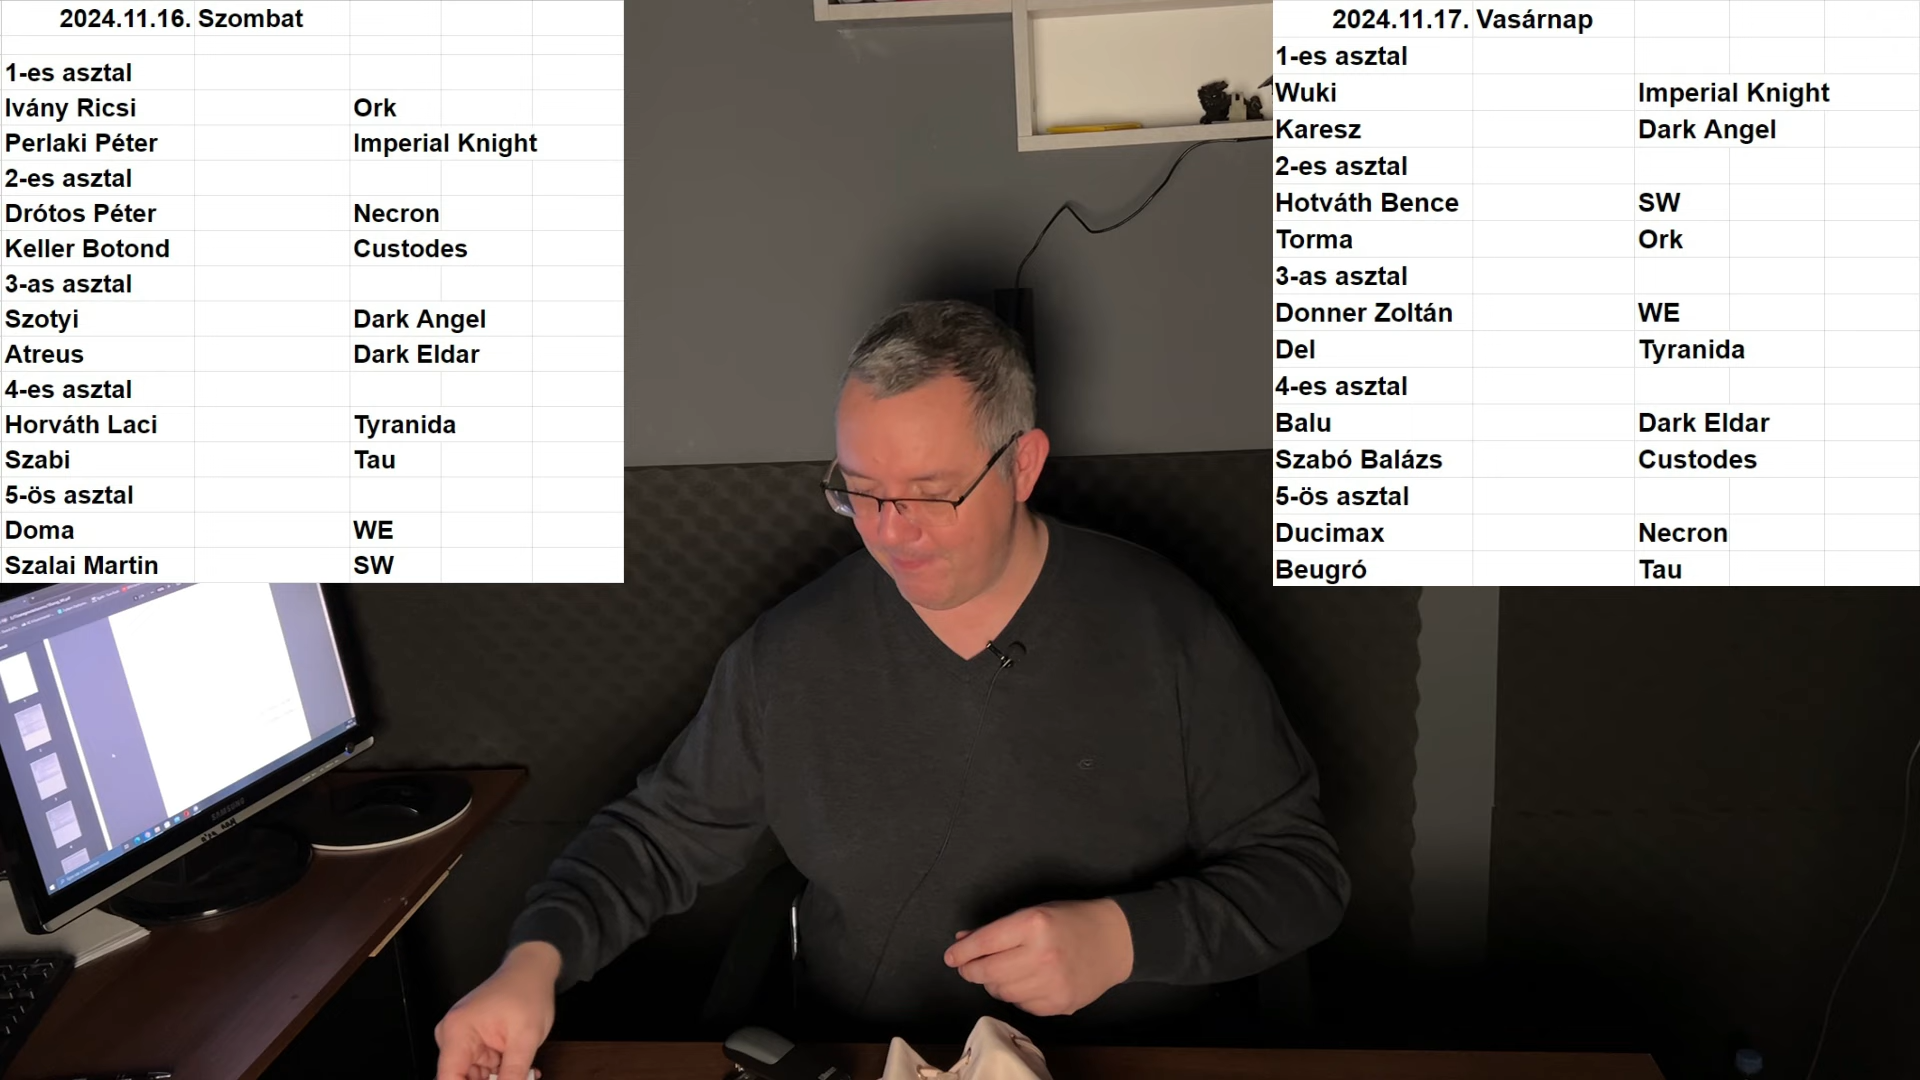 2024.11.16. Szombat
1-es asztal
Ivány Ricsi Ork
Perlaki Péter Imperial Knight
2-es asztal
Drótos Péter Necron
Keller Botond Custodes
3-as asztal
Szotyi Dark Angel
Atreus Dark Eldar
4-es asztal
Horváth Laci Tyranida
Szabi Tau
5-ös asztal
Doma WE
Szalai Martin SW
2024.11.17. Vasárnap
1-es asztal
Wuki Imperial Knight
Karesz Dark Angel
2-es asztal
Hotváth Bence SW
Torma Ork
3-as asztal
Donner Zoltán WE
Del Tyranida
4-es asztal
Balu Dark Eldar
Szabó Balázs Custodes
5-ös asztal
Ducimax Necron
Beugró Tau
SAMSUNG